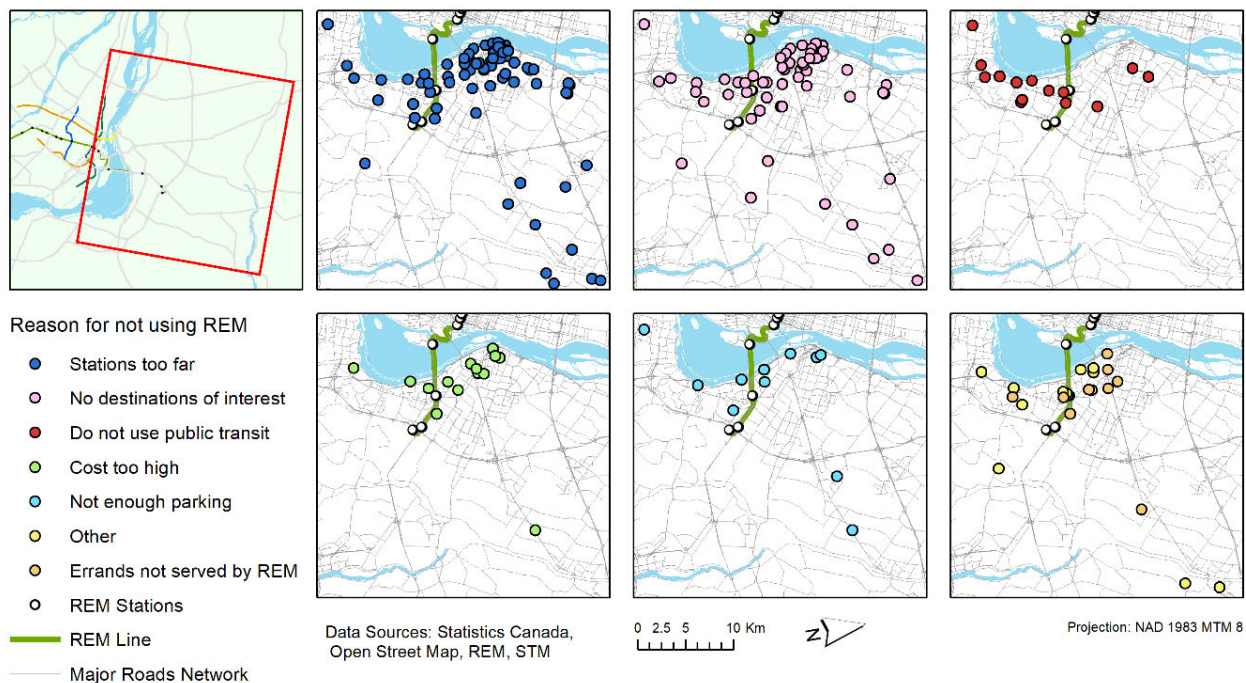 Reason for not using REM
Stations too far
No destinations of interest
Do not use public transit
Cost too high
Not enough parking
Other
Errands not served by REM
REM Stations
REM Line
Major Roads Network
Data Sources: Statistics Canada,
Open Street Map, REM, STM
0 2.5 5 10 Km
N
Projection: NAD 1983 MTM 8